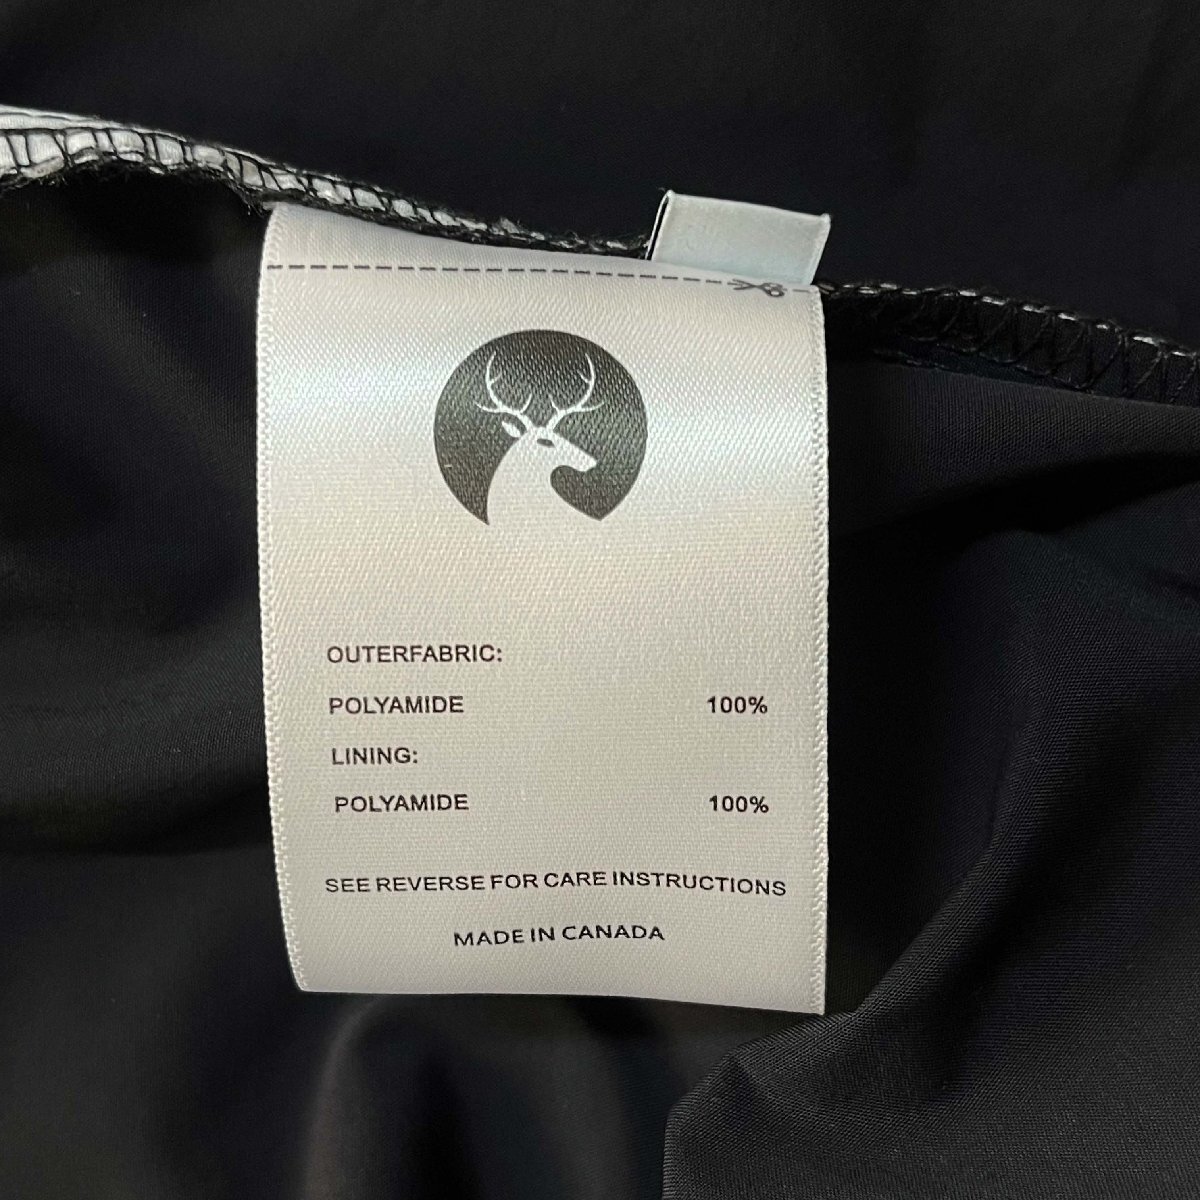 OUTERFABRIC:
POLYAMIDE 100%
LINING:
POLYAMIDE 100%
SEE REVERSE FOR CARE INSTRUCTIONS
MADE IN CANADA